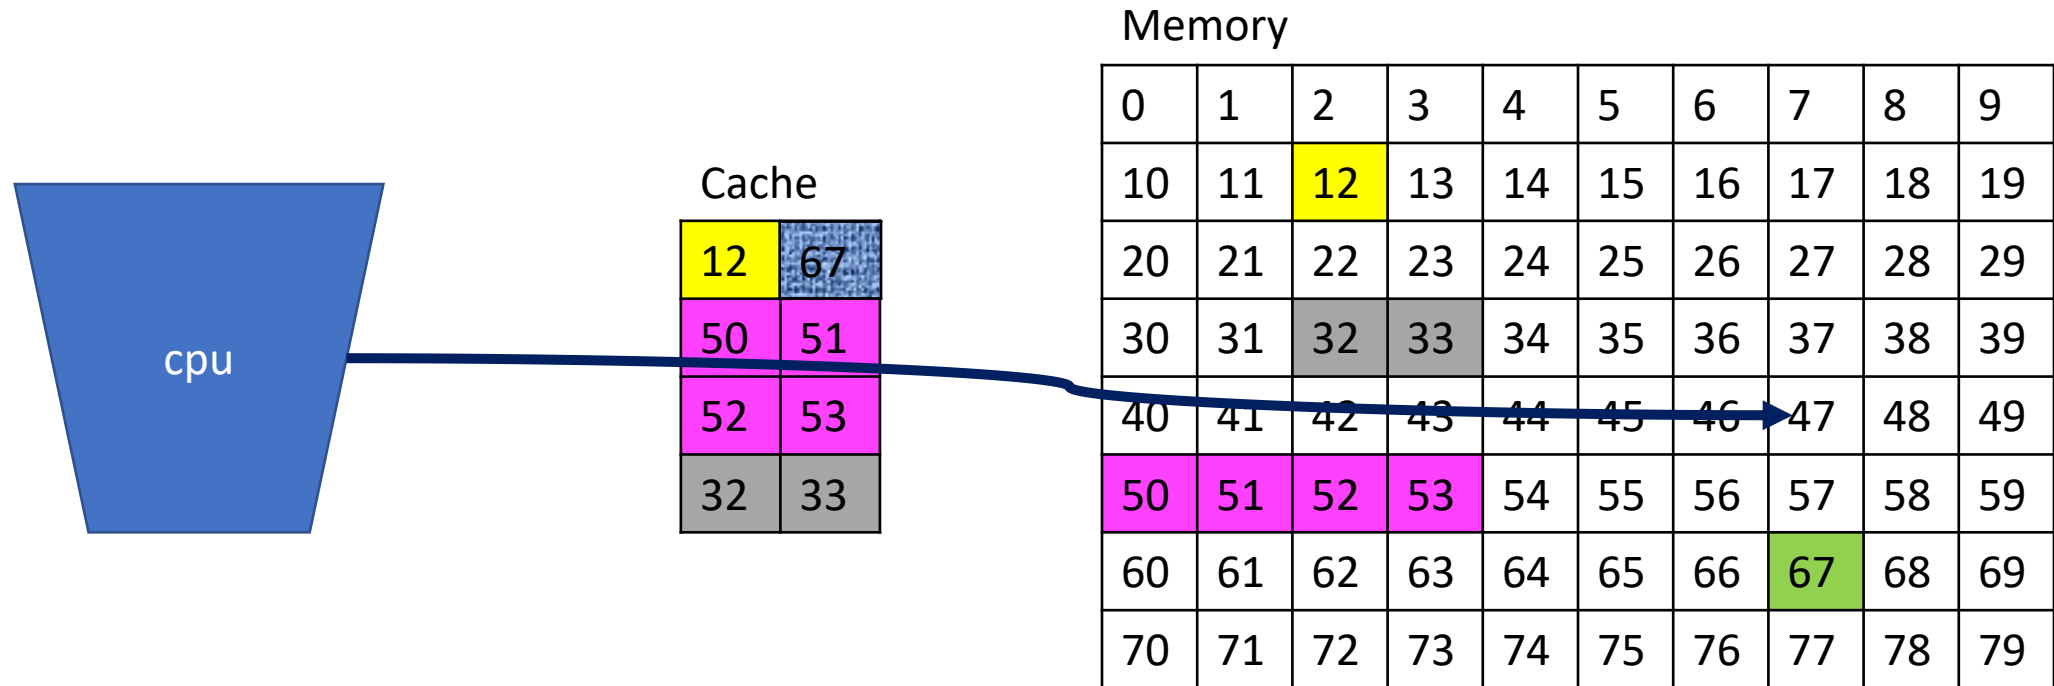 Memory
0 1 2 3 4 5 6 7 8 9
10 11 12 13 14 15 16 17 18 19
20 21 22 23 24 25 26 27 28 29
30 31 32 33 34 35 36 37 38 39
40 41 42 43 44 45 46 47 48 49
50 51 52 53 54 55 56 57 58 59
60 61 62 63 64 65 66 67 68 69
70 71 72 73 74 75 76 77 78 79
Cache
12 67
50 51
52 53
32 33
cpu